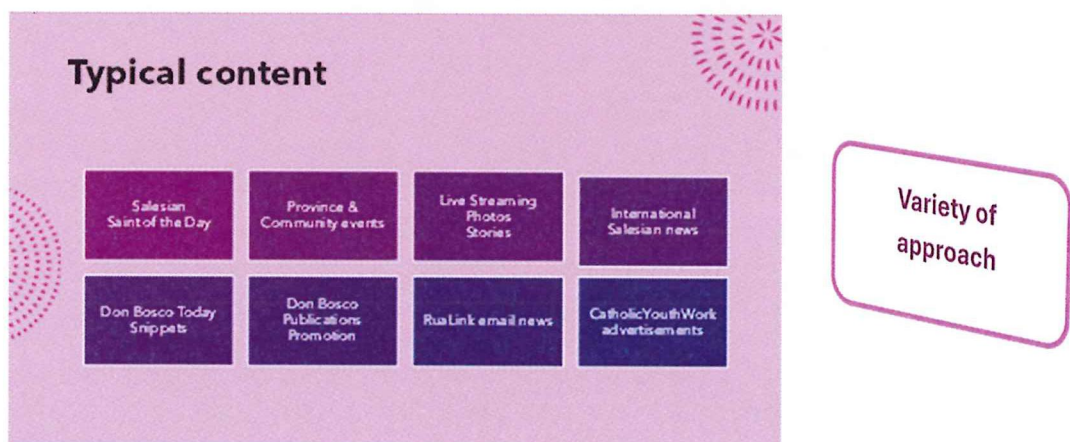 Typical content
Salesian
Saint of the Day
Province &
Community events
Live Streaming
Photos
Stories
International
Salesian news
Don Bosco Today
Snippets
Don Bosco
Publications
Promotion
RuaLink email news
CatholicYouthWork
advertisements
Variety of
approach